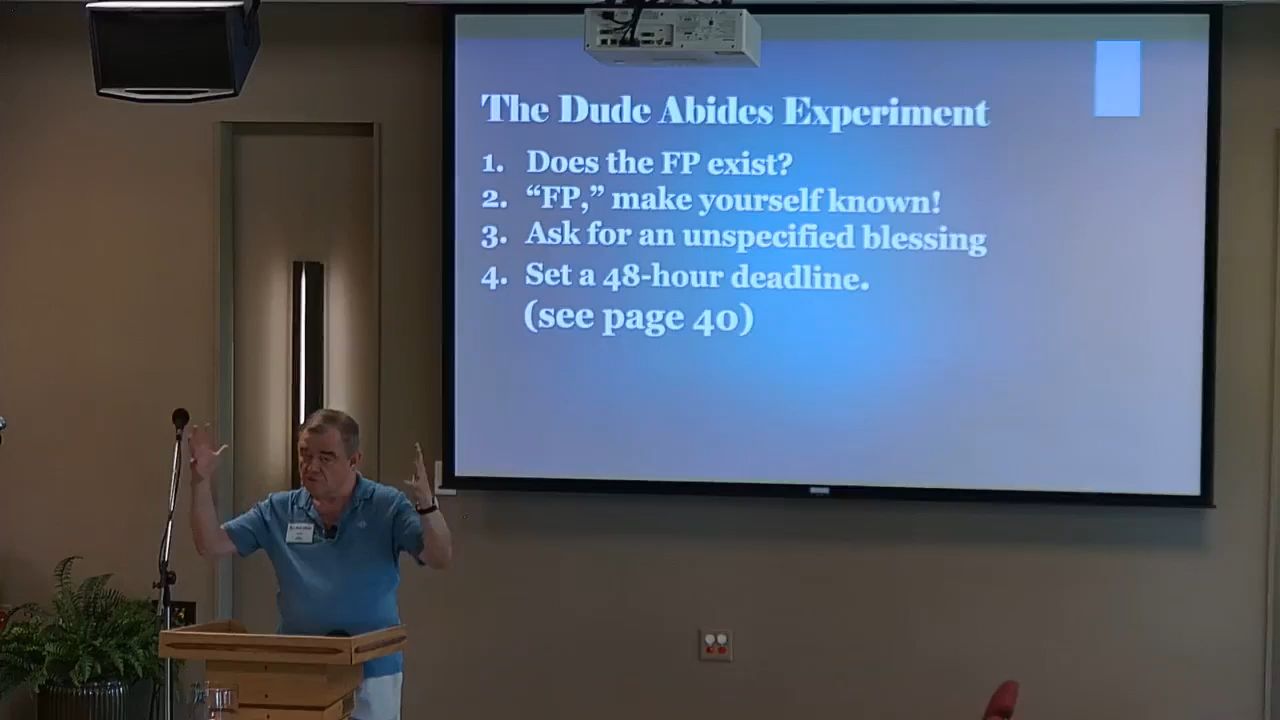 The Dude Abides Experiment
1. Does the FP exist?
2. “FP,” make yourself known!
3. Ask for an unspecified blessing
4. Set a 48-hour deadline.
(see page 40)